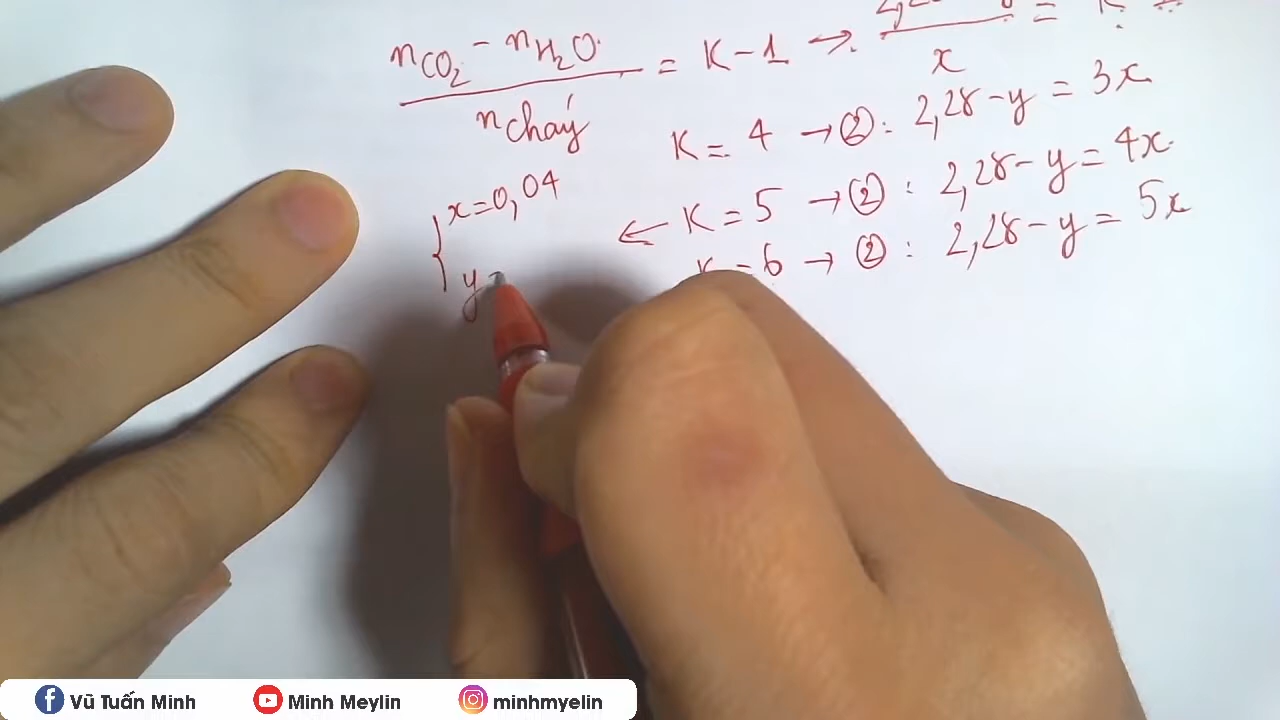 nCO₂ - nH₂O / n cháy = K - 1 → / x =
K = 4 → ②: 2,28 - y = 3x
x = 0,04 ← K = 5 → ②: 2,28 - y = 4x
y = K = 6 → ②: 2,28 - y = 5x
Vũ Tuấn Minh Minh Meylin minhmyelin